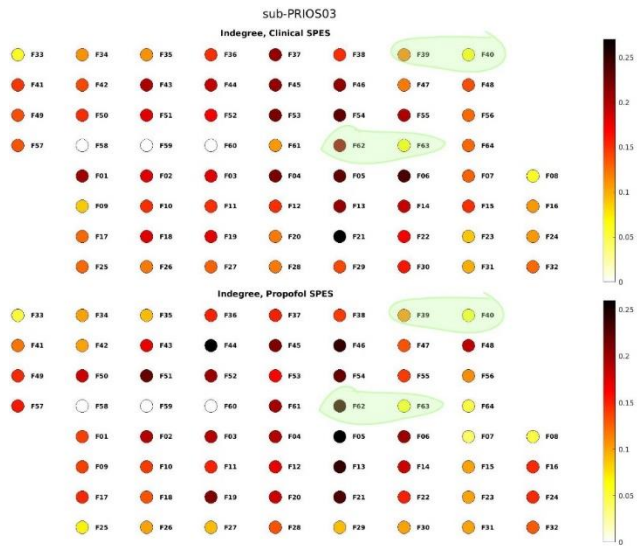 sub-PRIOS03
Indegree, Clinical SPES
F33 F34 F35 F36 F37 F38 F39 F40
F41 F42 F43 F44 F45 F46 F47 F48
F49 F50 F51 F52 F53 F54 F55 F56
F57 F58 F59 F60 F61 F62 F63 F64
F01 F02 F03 F04 F05 F06 F07 F08
F09 F10 F11 F12 F13 F14 F15 F16
F17 F18 F19 F20 F21 F22 F23 F24
F25 F26 F27 F28 F29 F30 F31 F32
0.25
0.2
0.15
0.1
0.05
0
Indegree, Propofol SPES
F33 F34 F35 F36 F37 F38 F39 F40
F41 F42 F43 F44 F45 F46 F47 F48
F49 F50 F51 F52 F53 F54 F55 F56
F57 F58 F59 F60 F61 F62 F63 F64
F01 F02 F03 F04 F05 F06 F07 F08
F09 F10 F11 F12 F13 F14 F15 F16
F17 F18 F19 F20 F21 F22 F23 F24
F25 F26 F27 F28 F29 F30 F31 F32
0.25
0.2
0.15
0.1
0.05
0